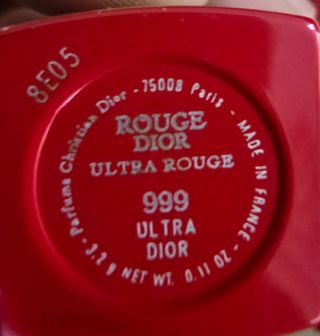 8E05
Parfums Christian Dior - 75008 Paris - MADE IN FRANCE - 3.2 g NET WT. 0.11 OZ -
ROUGE
DIOR
ULTRA ROUGE
999
ULTRA
DIOR